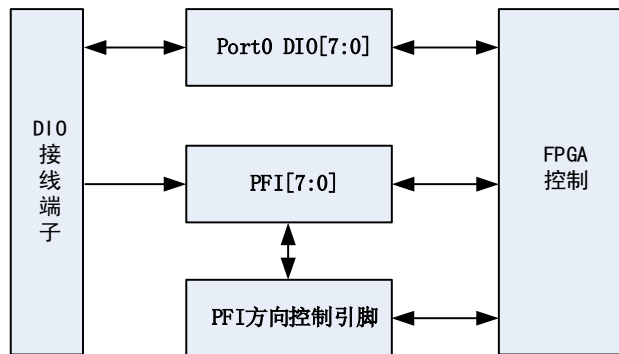 DIO
接
线
端
子
Port0 DIO[7:0]
PFI[7:0]
PFI方向控制引脚
FPGA
控制